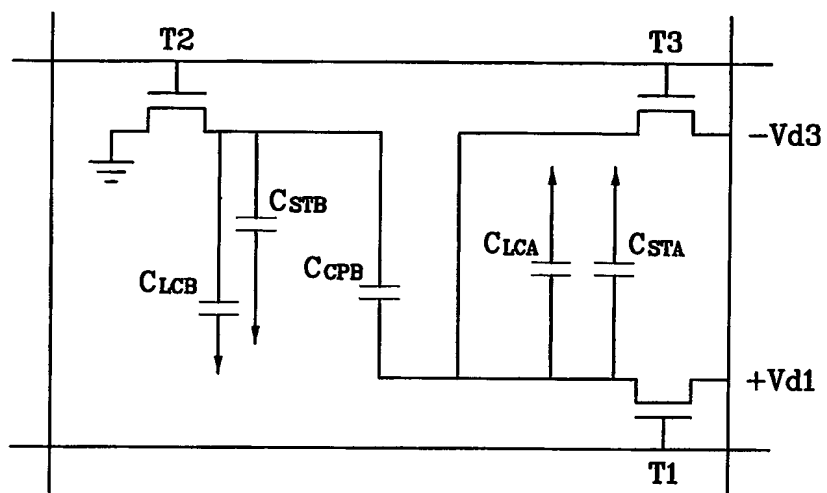 T2
T3
−Vd3
CSTB
CLCA
CSTA
CCPB
CLCB
+Vd1
T1